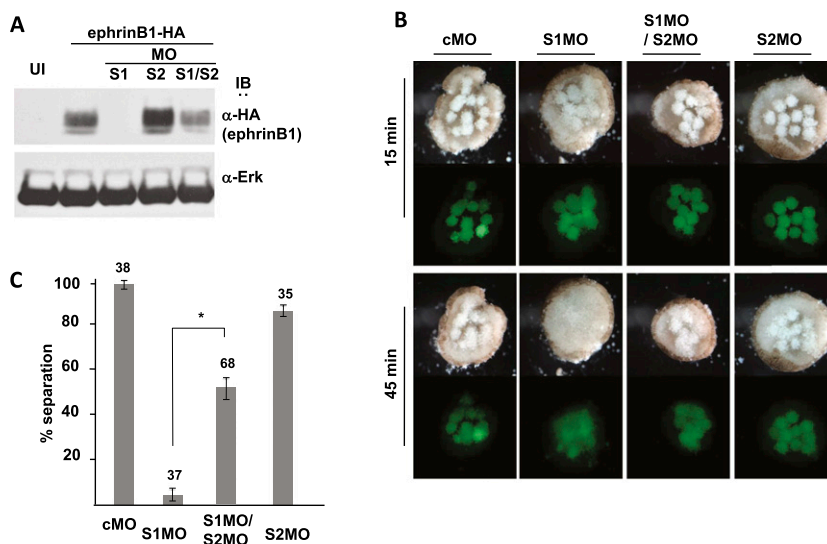 A
ephrinB1-HA
MO
UI
S1
S2
S1/S2
IB
:
α-HA
(ephrinB1)
α-Erk
B
cMO
S1MO
S1MO
/ S2MO
S2MO
15 min
45 min
C
% separation
100
80
60
40
20
38
37
*
68
35
cMO
S1MO
S1MO/
S2MO
S2MO